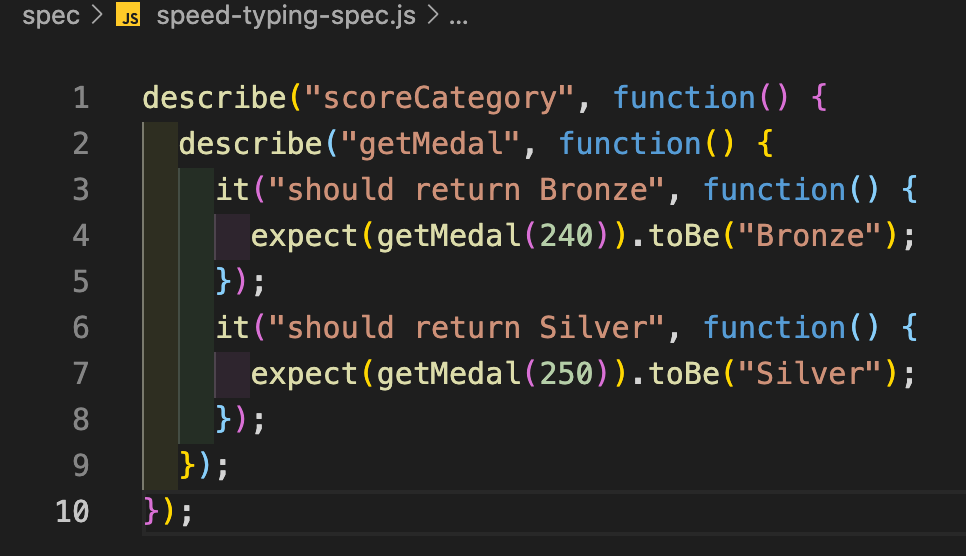 spec > JS speed-typing-spec.js > ...
1 describe("scoreCategory", function() {
2   describe("getMedal", function() {
3     it("should return Bronze", function() {
4       expect(getMedal(240)).toBe("Bronze");
5     });
6     it("should return Silver", function() {
7       expect(getMedal(250)).toBe("Silver");
8     });
9   });
10 });